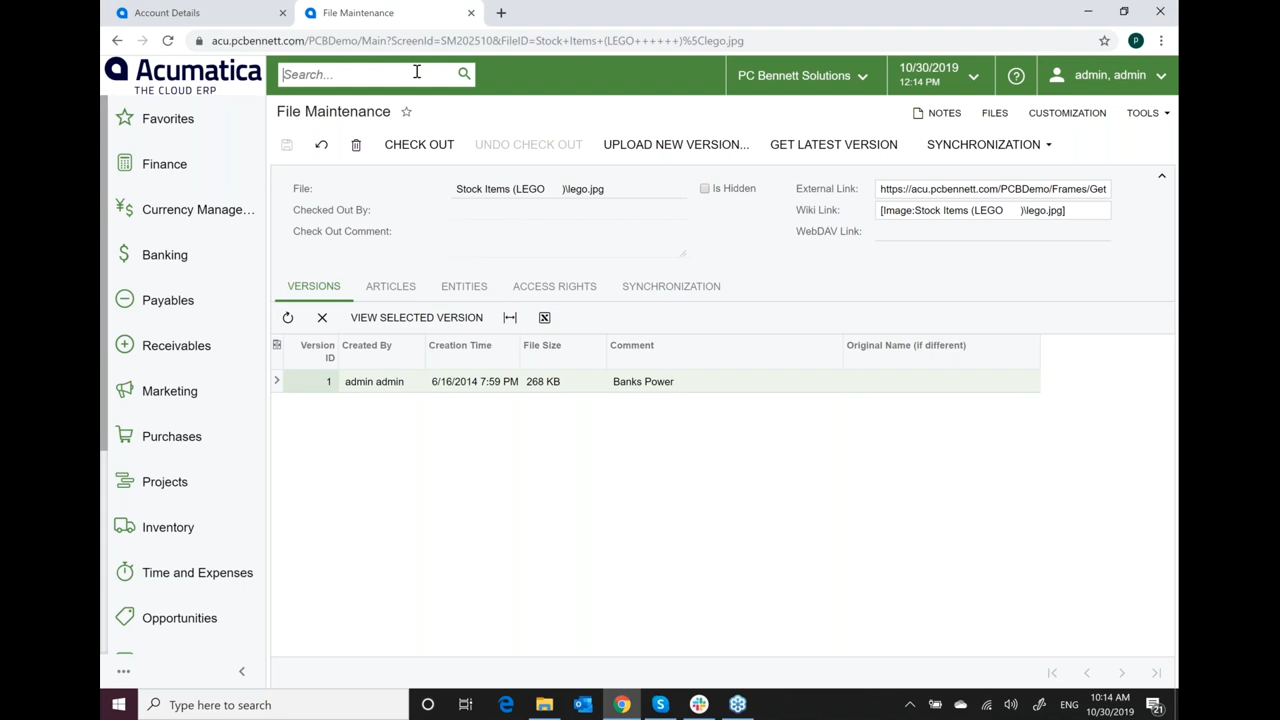 Account Details
File Maintenance
acu.pcbennett.com/PCBDemo/Main?ScreenId=SM202510&FileID=Stock+Items+(LEGO++++++)%5Clego.jpg
P
Acumatica
THE CLOUD ERP
Search...
PC Bennett Solutions
10/30/2019
12:14 PM
admin, admin
File Maintenance
NOTES FILES CUSTOMIZATION TOOLS
CHECK OUT UNDO CHECK OUT UPLOAD NEW VERSION... GET LATEST VERSION SYNCHRONIZATION
File: Stock Items (LEGO )\lego.jpg Is Hidden External Link: https://acu.pcbennett.com/PCBDemo/Frames/Get
Checked Out By: Wiki Link: [Image:Stock Items (LEGO )\lego.jpg]
Check Out Comment: WebDAV Link:
VERSIONS ARTICLES ENTITIES ACCESS RIGHTS SYNCHRONIZATION
VIEW SELECTED VERSION
Version ID Created By Creation Time File Size Comment Original Name (if different)
1 admin admin 6/16/2014 7:59 PM 268 KB Banks Power
Favorites
Finance
Currency Manage...
Banking
Payables
Receivables
Marketing
Purchases
Projects
Inventory
Time and Expenses
Opportunities
Type here to search
ENG
10:14 AM
10/30/2019
21